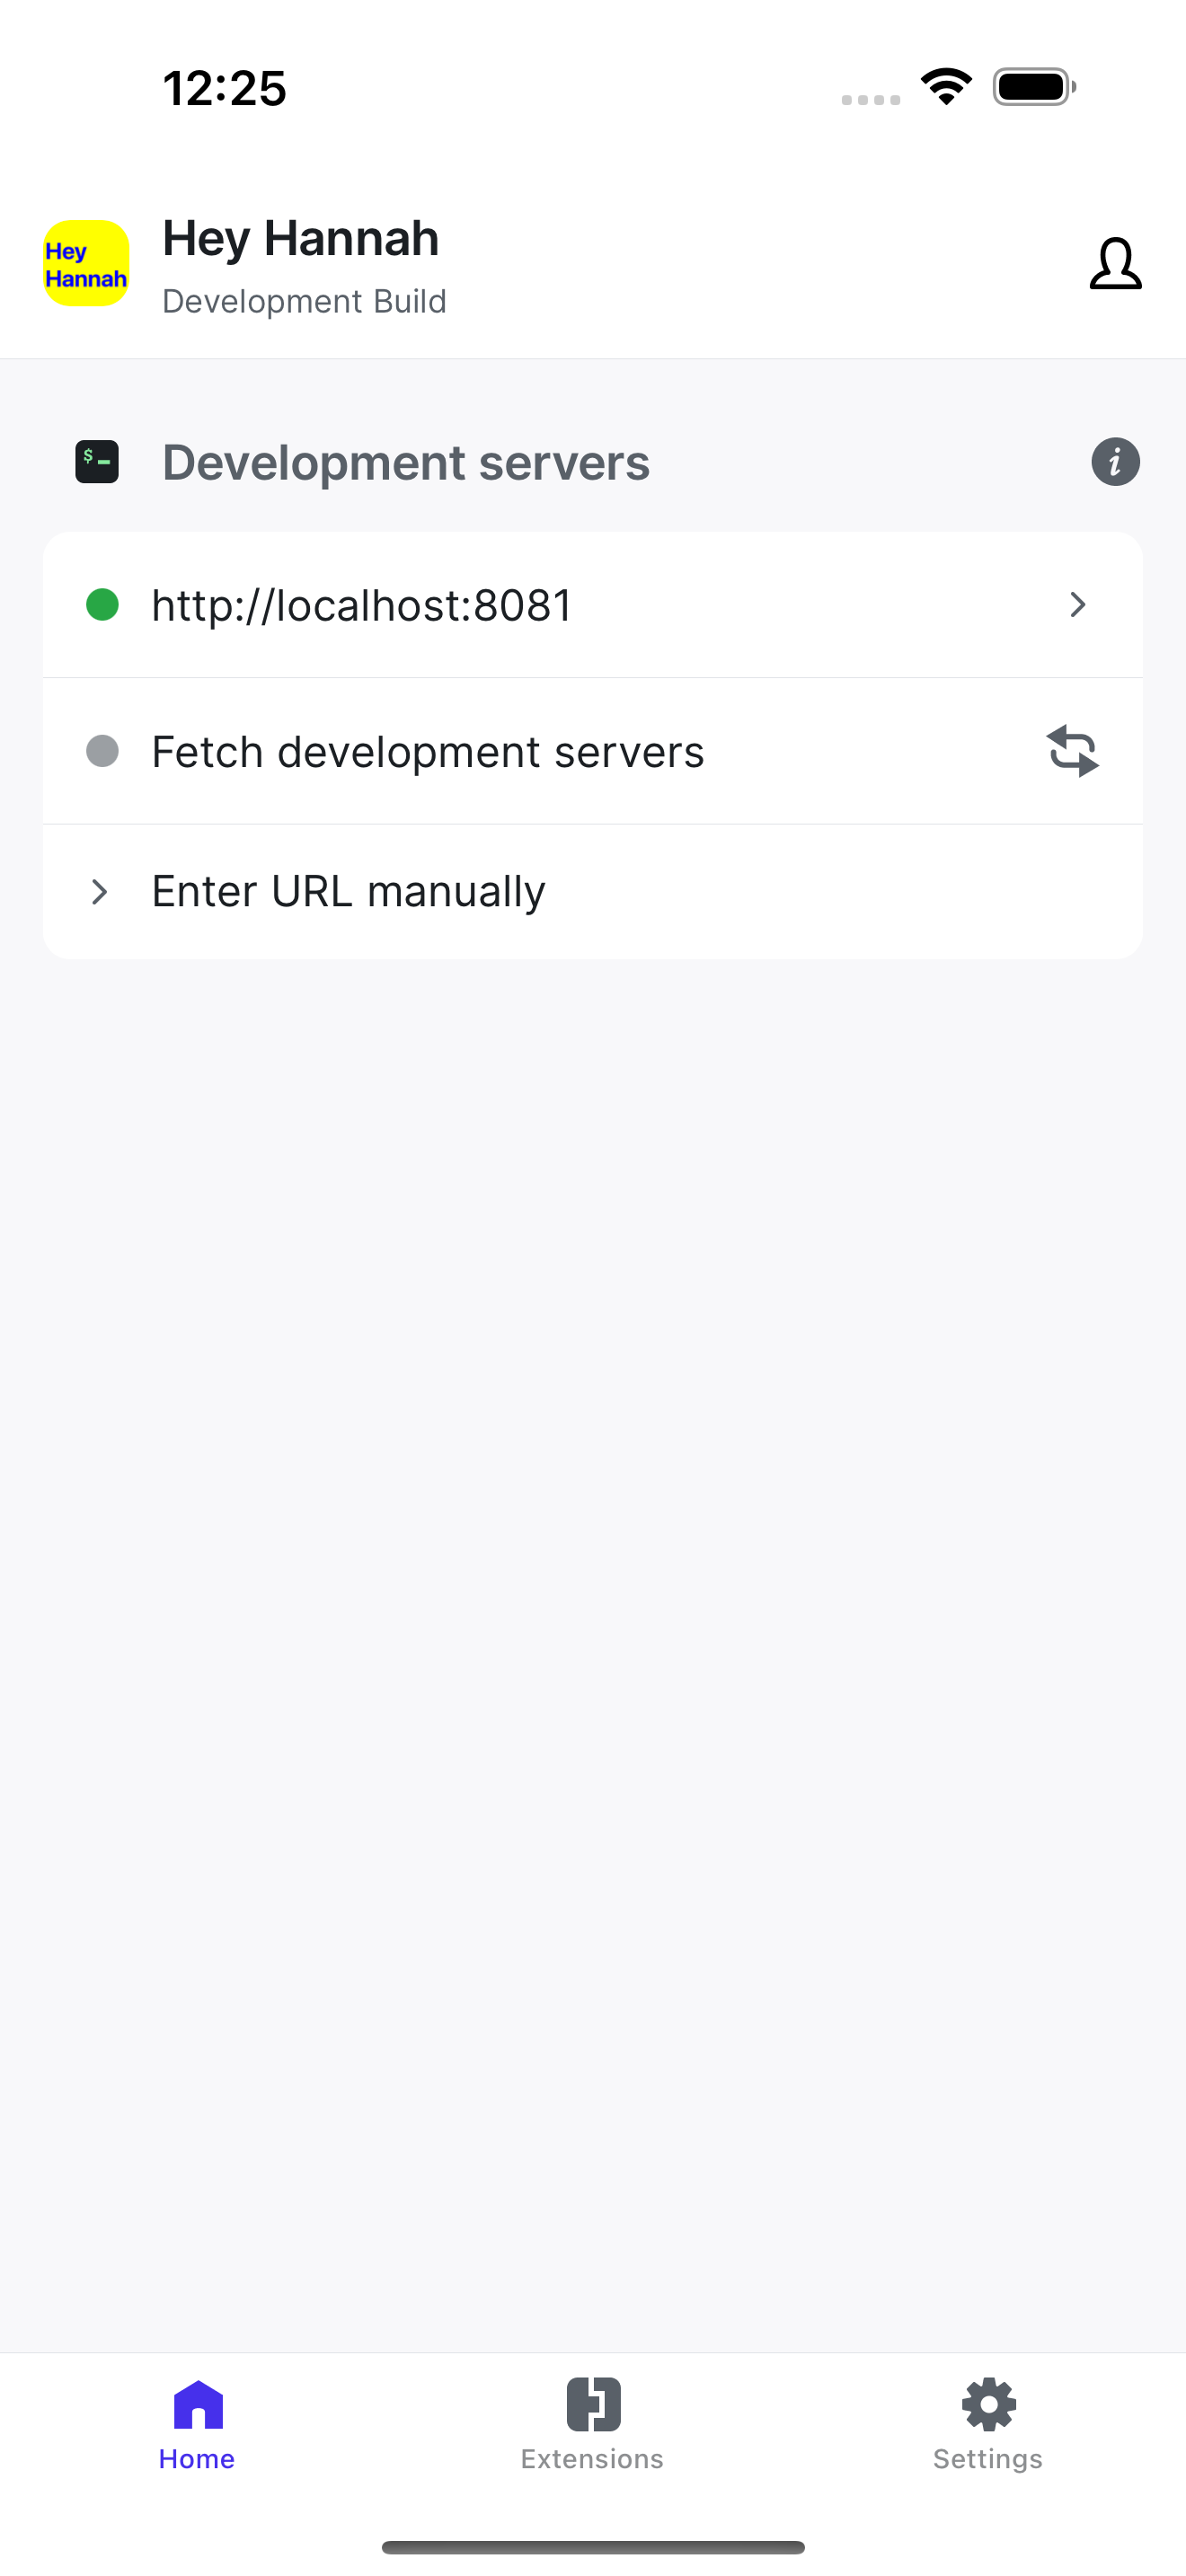 12:25
Hey
Hannah
Hey Hannah
Development Build
$
Development servers
i
http://localhost:8081
Fetch development servers
Enter URL manually
Home
Extensions
Settings